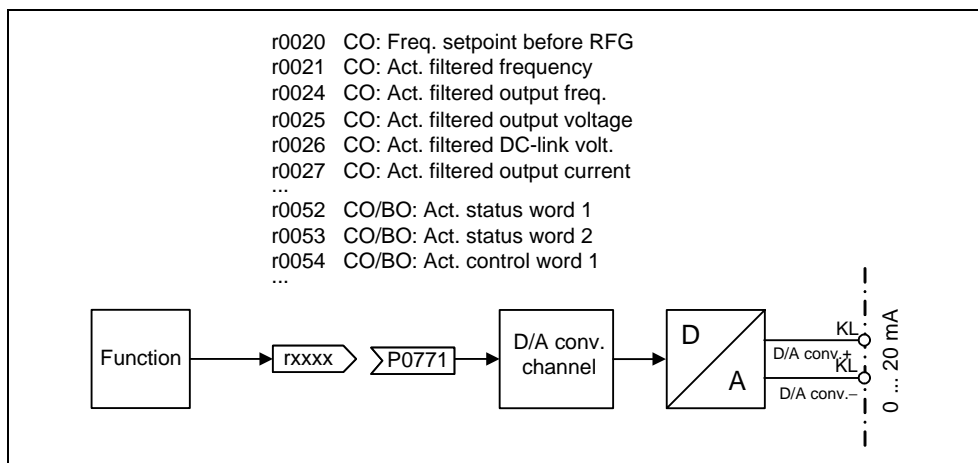 r0020 CO: Freq. setpoint before RFG
r0021 CO: Act. filtered frequency
r0024 CO: Act. filtered output freq.
r0025 CO: Act. filtered output voltage
r0026 CO: Act. filtered DC-link volt.
r0027 CO: Act. filtered output current
...
r0052 CO/BO: Act. status word 1
r0053 CO/BO: Act. status word 2
r0054 CO/BO: Act. control word 1
...
Function
rxxxx
P0771
D/A conv.
channel
D
A
KL
D/A conv.+
KL
D/A conv.−
0 ... 20 mA